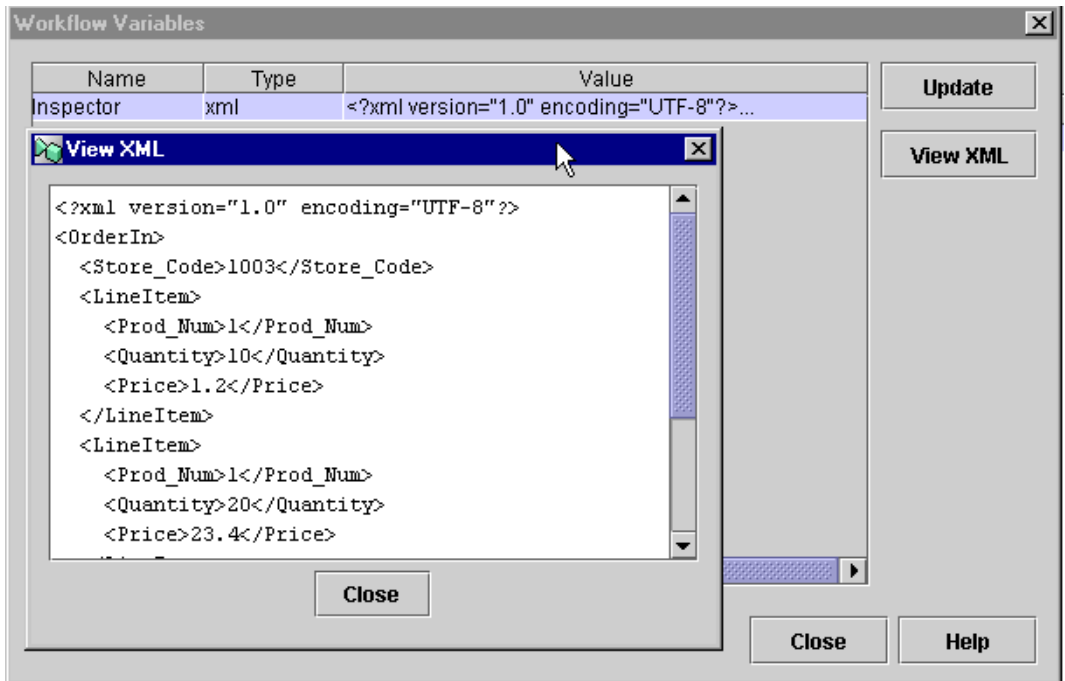 Workflow Variables
Name Type Value
Inspector xml <?xml version="1.0" encoding="UTF-8"?>...
Update
View XML
View XML
<?xml version="1.0" encoding="UTF-8"?>
<OrderIn>
<Store_Code>1003</Store_Code>
<LineItem>
<Prod_Num>1</Prod_Num>
<Quantity>10</Quantity>
<Price>1.2</Price>
</LineItem>
<LineItem>
<Prod_Num>1</Prod_Num>
<Quantity>20</Quantity>
<Price>23.4</Price>
Close
Close Help